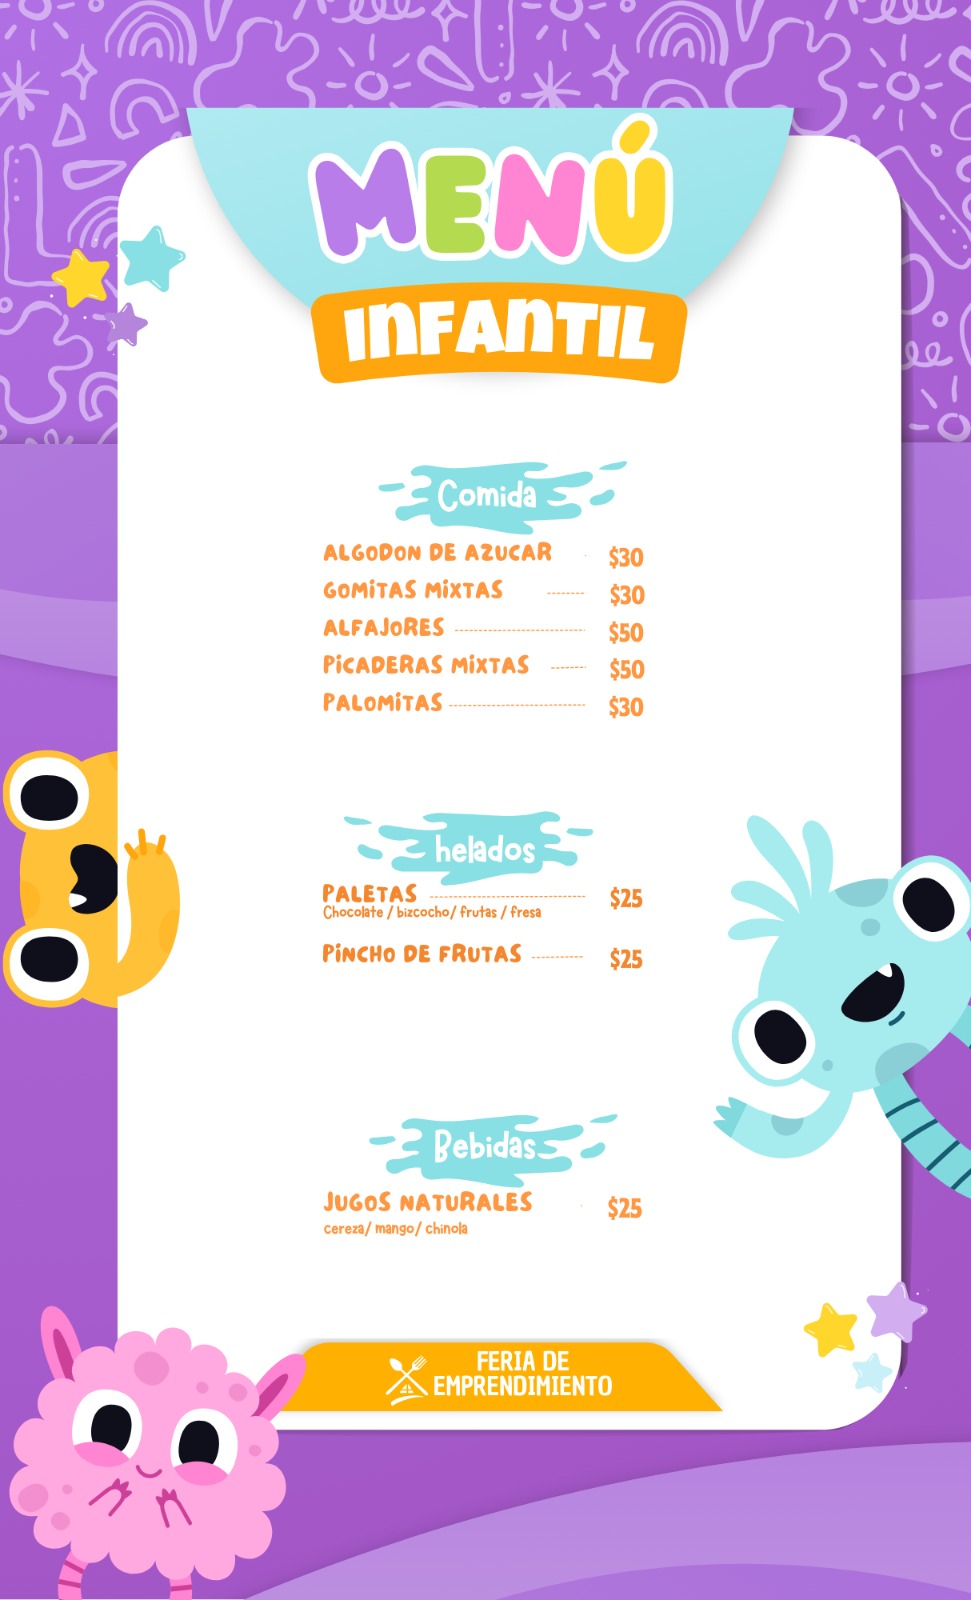 MENÚ
INFANTIL
Comida
ALGODON DE AZUCAR $30
GOMITAS MIXTAS ------ $30
ALFAJORES ------ $50
PICADERAS MIXTAS ------ $50
PALOMITAS ------ $30
helados
PALETAS ------ $25
Chocolate / bizcocho/ frutas / fresa
PINCHO DE FRUTAS ------ $25
Bebidas
JUGOS NATURALES $25
cereza/ mango/ chinola
FERIA DE
EMPRENDIMIENTO